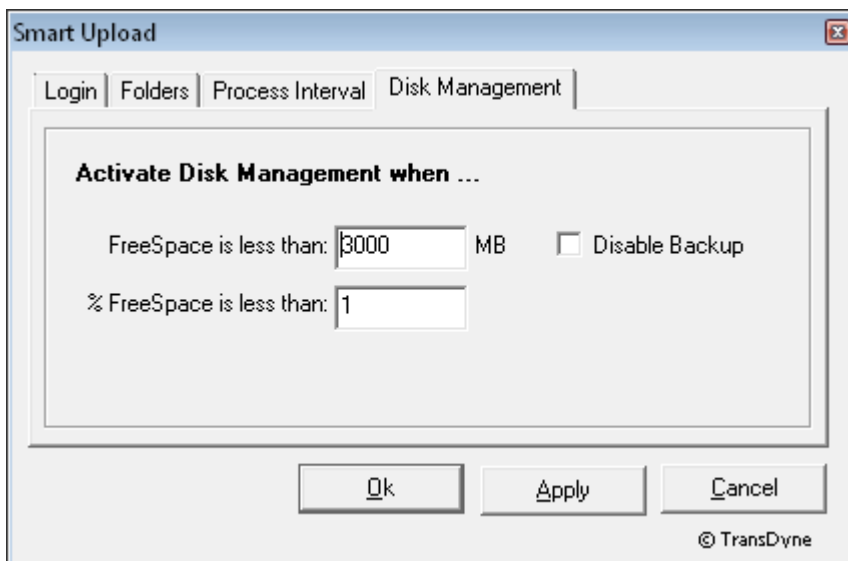 Smart Upload
Login Folders Process Interval Disk Management
Activate Disk Management when ...
FreeSpace is less than: 3000 MB Disable Backup
% FreeSpace is less than: 1
Ok Apply Cancel
© TransDyne